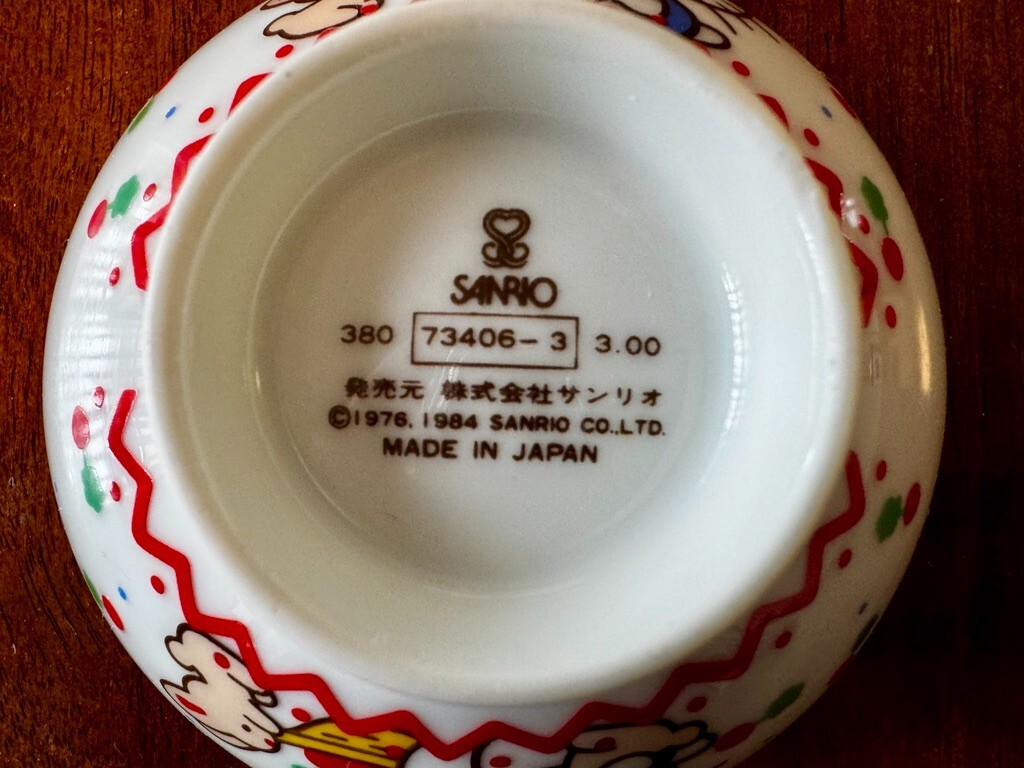 SANRIO
380 73406-3 3.00
発売元 株式会社サンリオ
©1976, 1984 SANRIO CO.,LTD.
MADE IN JAPAN